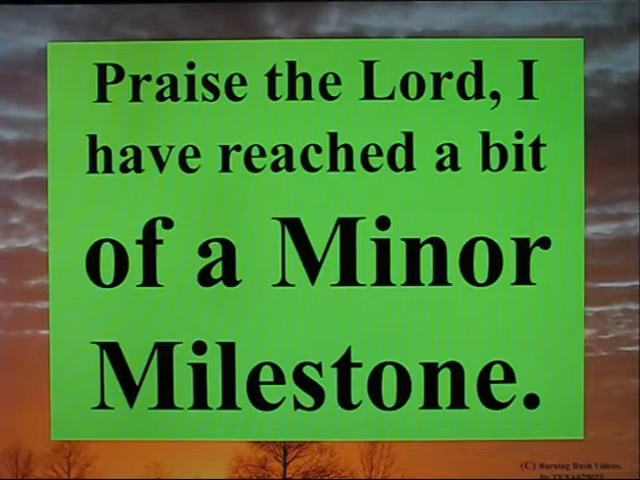 Praise the Lord, I
have reached a bit
of a Minor
Milestone.
(C) Burning Bush Videos.